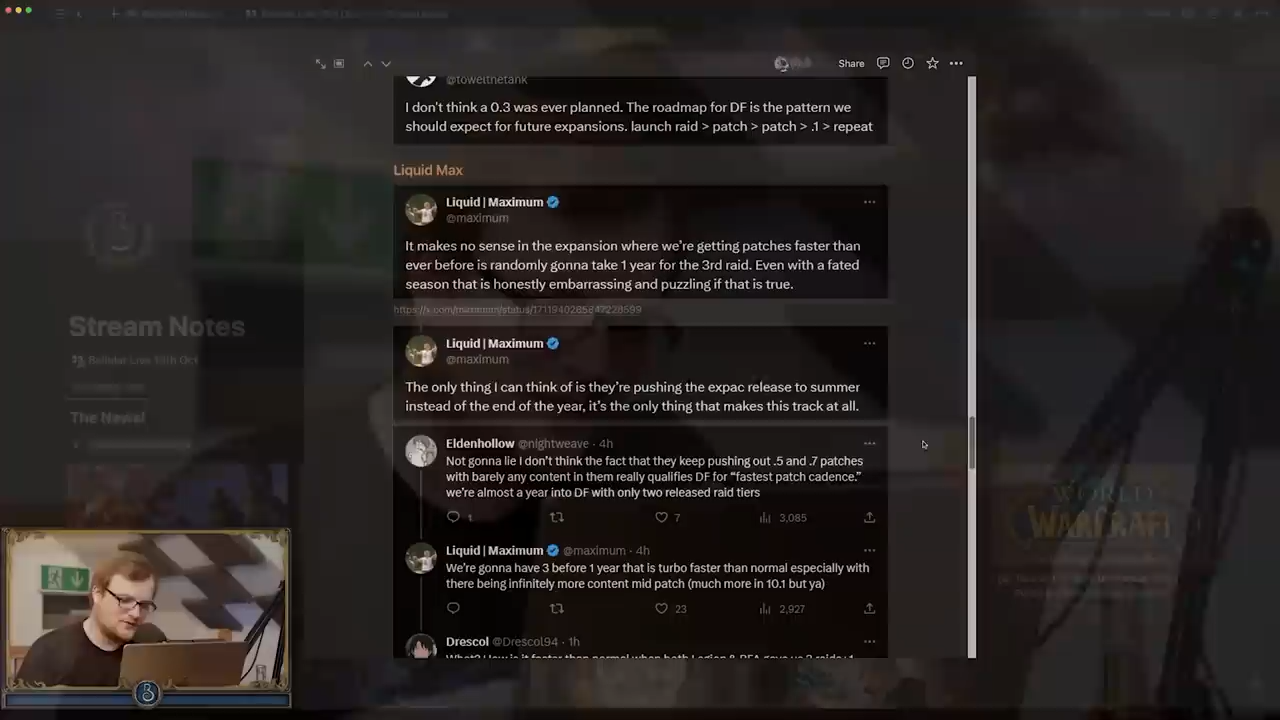 Share
@toweltnetank
I don't think a 0.3 was ever planned. The roadmap for DF is the pattern we
should expect for future expansions. launch raid > patch > patch > .1 > repeat
Liquid Max
Liquid | Maximum
@maximum
It makes no sense in the expansion where we're getting patches faster than
ever before is randomly gonna take 1 year for the 3rd raid. Even with a fated
season that is honestly embarrassing and puzzling if that is true.
Liquid | Maximum
@maximum
The only thing I can think of is they're pushing the expac release to summer
instead of the end of the year, it's the only thing that makes this track at all.
Eldenhollow @nightweave · 4h
Not gonna lie I don't think the fact that they keep pushing out .5 and .7 patches
with barely any content in them really qualifies DF for "fastest patch cadence."
we're almost a year into DF with only two released raid tiers
1 7 3,085
Liquid | Maximum @maximum · 4h
We're gonna have 3 before 1 year that is turbo faster than normal especially with
there being infinitely more content mid patch (much more in 10.1 but ya)
23 2,927
Drescol @Drescol94 · 1h
Stream Notes
The News!
WORLD
WARCRAFT
B